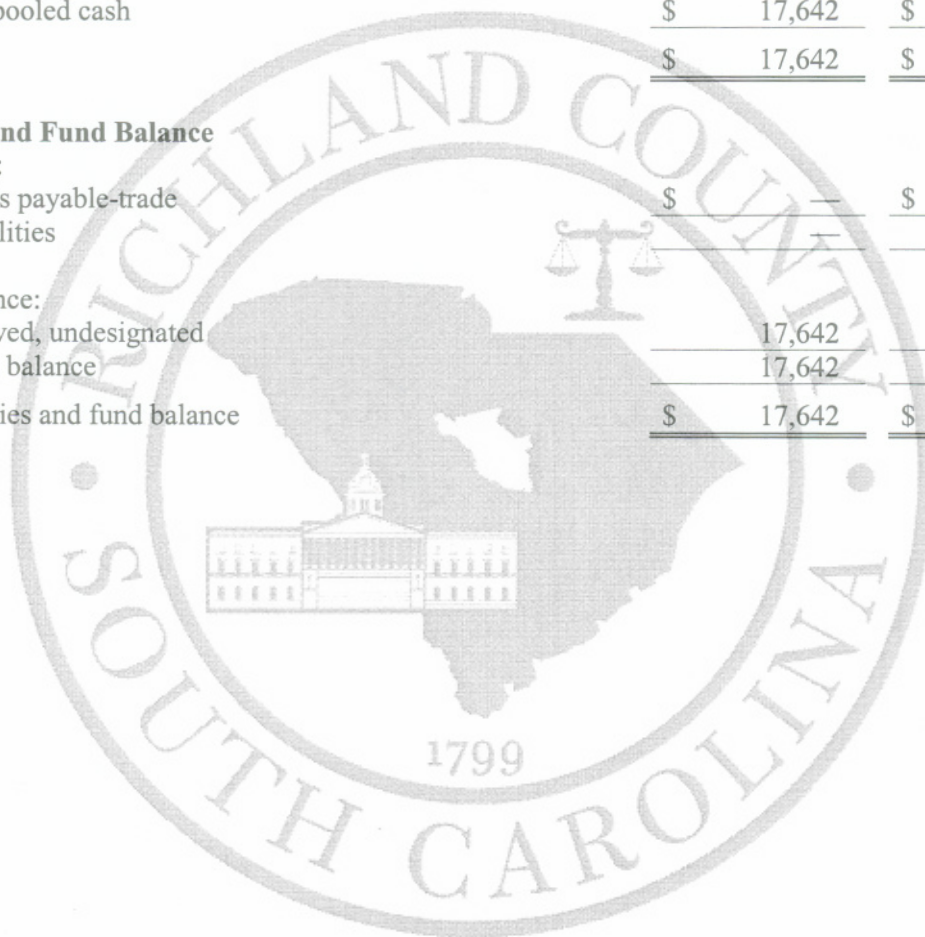 pooled cash $ 17,642 $
$ 17,642 $
nd Fund Balance
:
s payable-trade $ — $
lities —
nce:
ved, undesignated 17,642
balance 17,642
ies and fund balance $ 17,642 $
RICHLAND COUNTY
SOUTH CAROLINA
1799